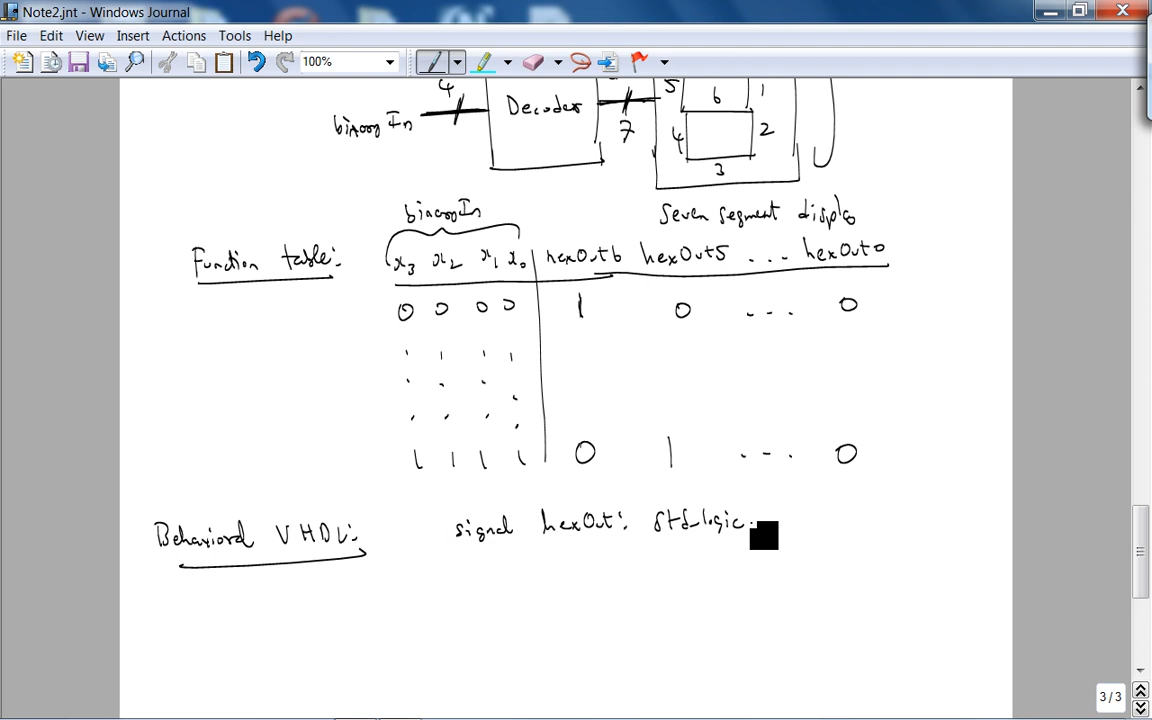 Note2.jnt - Windows Journal
File Edit View Insert Actions Tools Help
100%
4
binary In
Decoder
7
5
6
1
4
2
3
binaryIn
Seven segment display
Function table:
x3 x2 x1 x0 hexOut6 hexOut5 ... hexOut0
0 0 0 0 1 0 ... 0
1 1 1 1 0 1 ... 0
Behavioral VHDL:
signal hexOut: std_logic
3/3